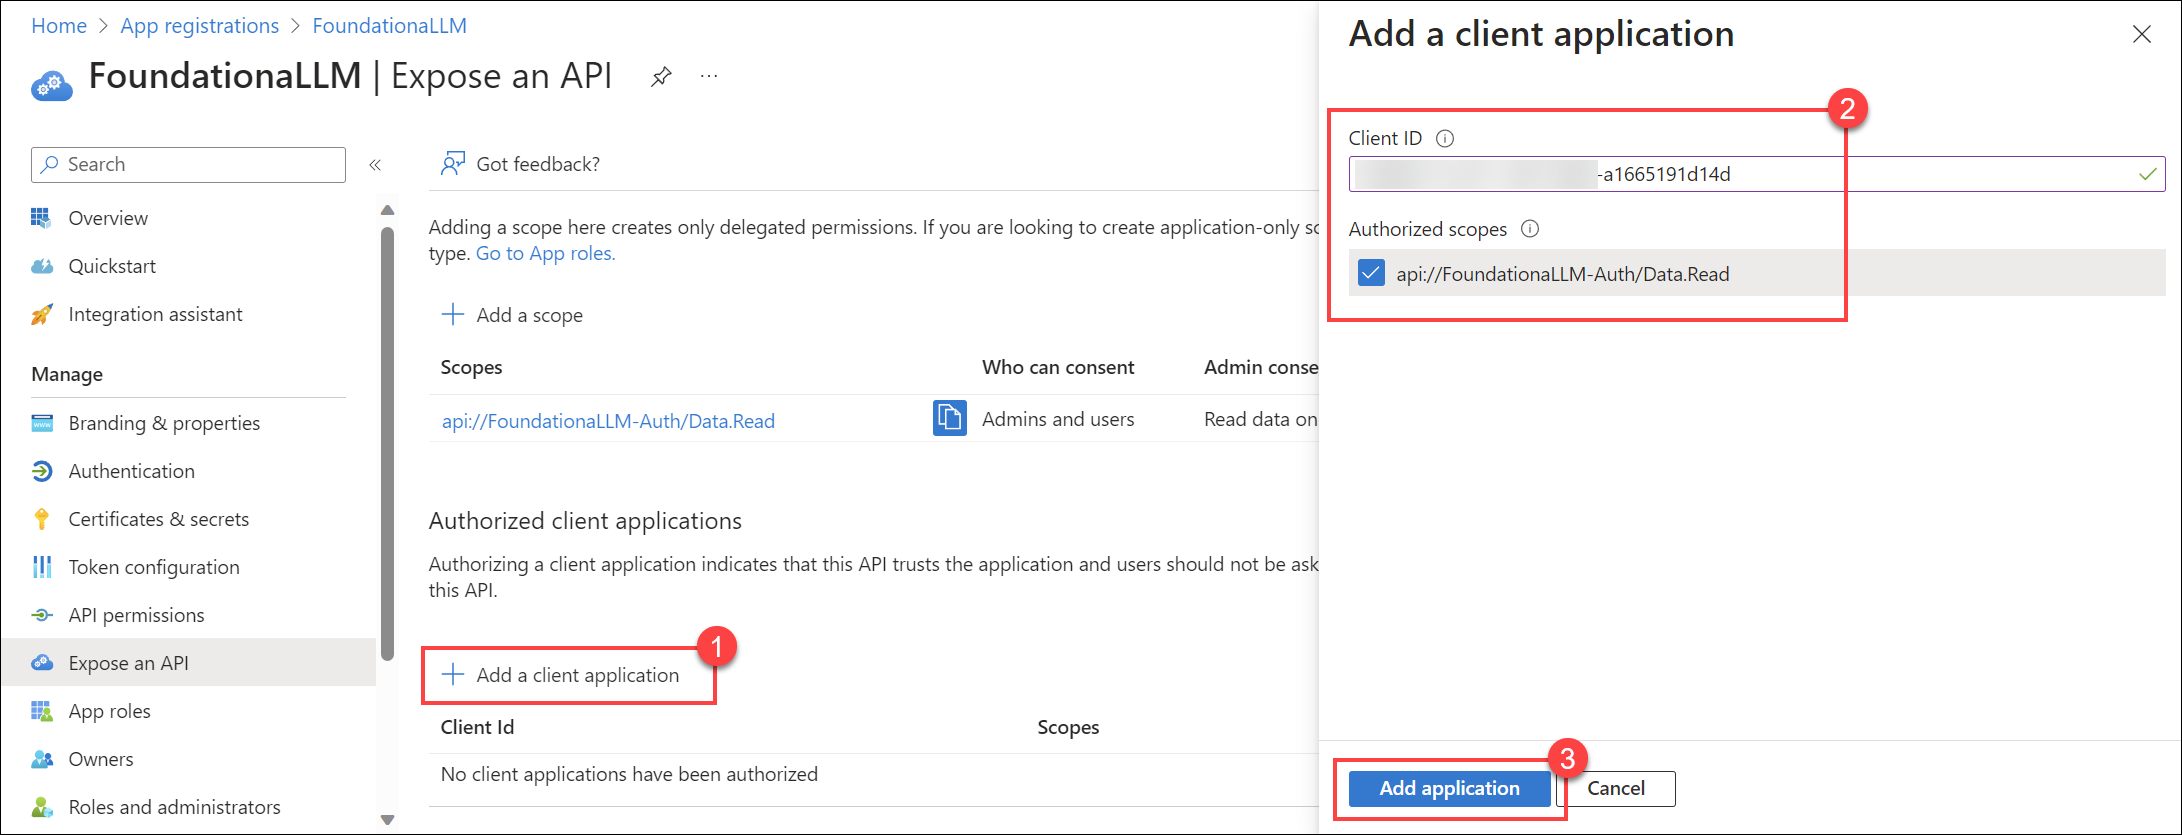 Home > App registrations > FoundationaLLM
FoundationaLLM | Expose an API
...
Search
«
Overview
Quickstart
Integration assistant
Manage
Branding & properties
Authentication
Certificates & secrets
Token configuration
API permissions
Expose an API
App roles
Owners
Roles and administrators
Got feedback?
Adding a scope here creates only delegated permissions. If you are looking to create application-only sc
type. Go to App roles.
Add a scope
Scopes Who can consent Admin conse
api://FoundationaLLM-Auth/Data.Read Admins and users Read data on
Authorized client applications
Authorizing a client application indicates that this API trusts the application and users should not be ask
this API.
1
Add a client application
Client Id Scopes
No client applications have been authorized
Add a client application
2
Client ID
-a1665191d14d
Authorized scopes
api://FoundationaLLM-Auth/Data.Read
3
Add application Cancel